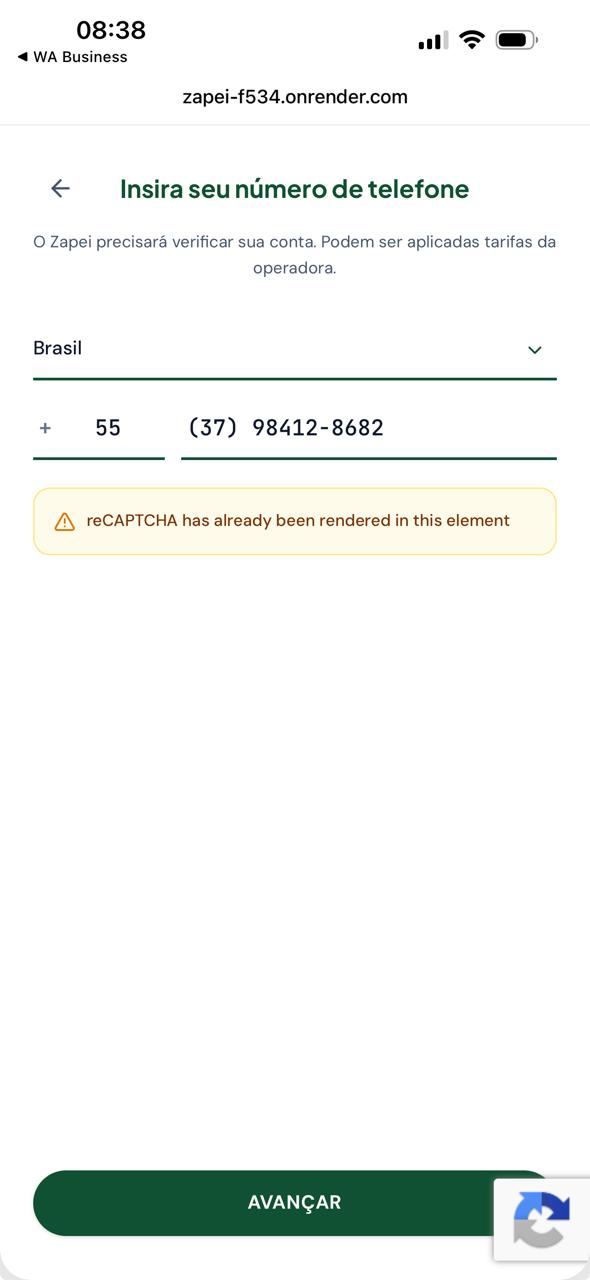 08:38
◀ WA Business
zapei-f534.onrender.com
Insira seu número de telefone
O Zapei precisará verificar sua conta. Podem ser aplicadas tarifas da
operadora.
Brasil
+ 55 (37) 98412-8682
reCAPTCHA has already been rendered in this element
AVANÇAR